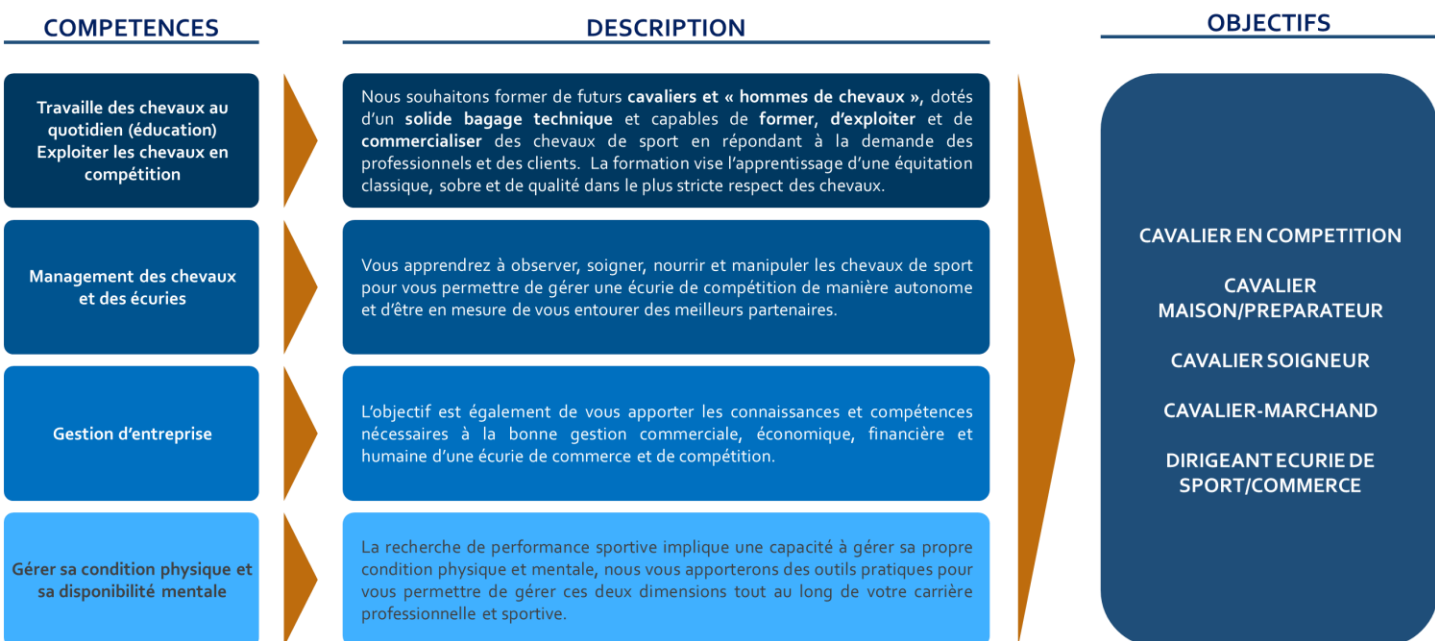 COMPETENCES
DESCRIPTION
OBJECTIFS
Travaille des chevaux au
quotidien (éducation)
Exploiter les chevaux en
compétition
Nous souhaitons former de futurs cavaliers et « hommes de chevaux », dotés
d’un solide bagage technique et capables de former, d’exploiter et de
commercialiser des chevaux de sport en répondant à la demande des
professionnels et des clients. La formation vise l’apprentissage d’une équitation
classique, sobre et de qualité dans le plus stricte respect des chevaux.
Management des chevaux
et des écuries
Vous apprendrez à observer, soigner, nourrir et manipuler les chevaux de sport
pour vous permettre de gérer une écurie de compétition de manière autonome
et d’être en mesure de vous entourer des meilleurs partenaires.
Gestion d’entreprise
L’objectif est également de vous apporter les connaissances et compétences
nécessaires à la bonne gestion commerciale, économique, financière et
humaine d’une écurie de commerce et de compétition.
Gérer sa condition physique et
sa disponibilité mentale
La recherche de performance sportive implique une capacité à gérer sa propre
condition physique et mentale, nous vous apporterons des outils pratiques pour
vous permettre de gérer ces deux dimensions tout au long de votre carrière
professionnelle et sportive.
CAVALIER EN COMPETITION
CAVALIER
MAISON/PREPARATEUR
CAVALIER SOIGNEUR
CAVALIER-MARCHAND
DIRIGEANT ECURIE DE
SPORT/COMMERCE